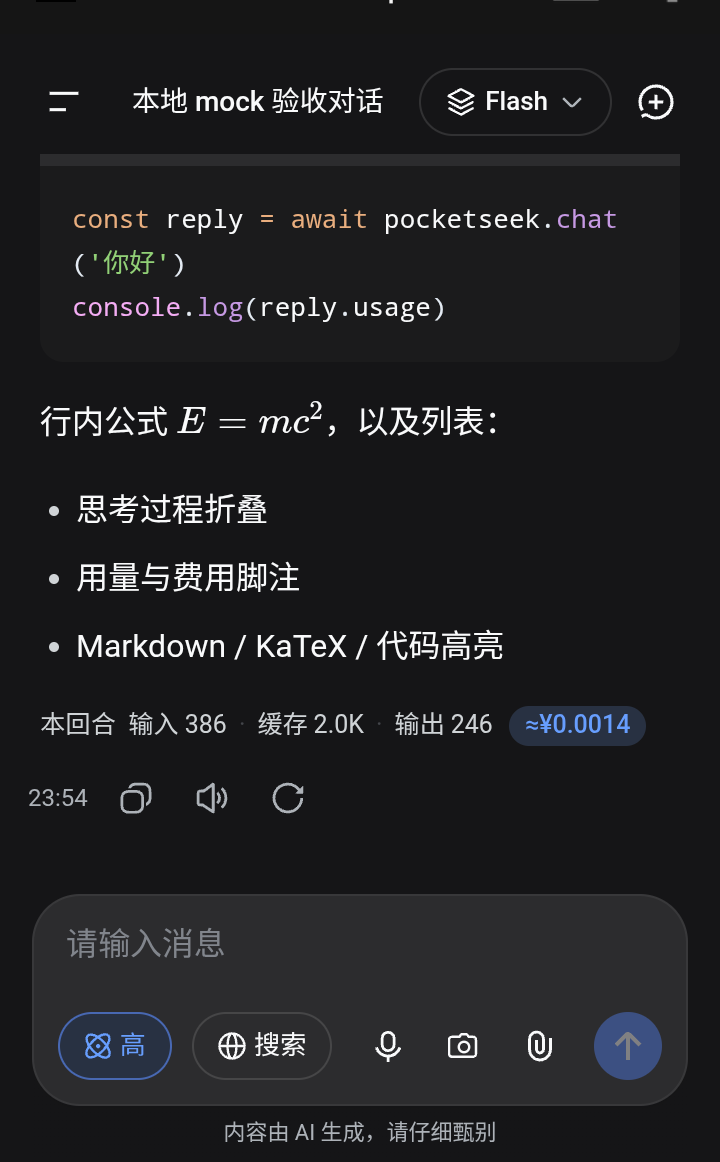 本地 mock 验收对话
Flash
const reply = await pocketseek.chat
('你好')
console.log(reply.usage)
行内公式 E = mc²，以及列表：
• 思考过程折叠
• 用量与费用脚注
• Markdown / KaTeX / 代码高亮
本回合 输入 386 · 缓存 2.0K · 输出 246 ≈¥0.0014
23:54
请输入消息
高
搜索
内容由 AI 生成，请仔细甄别